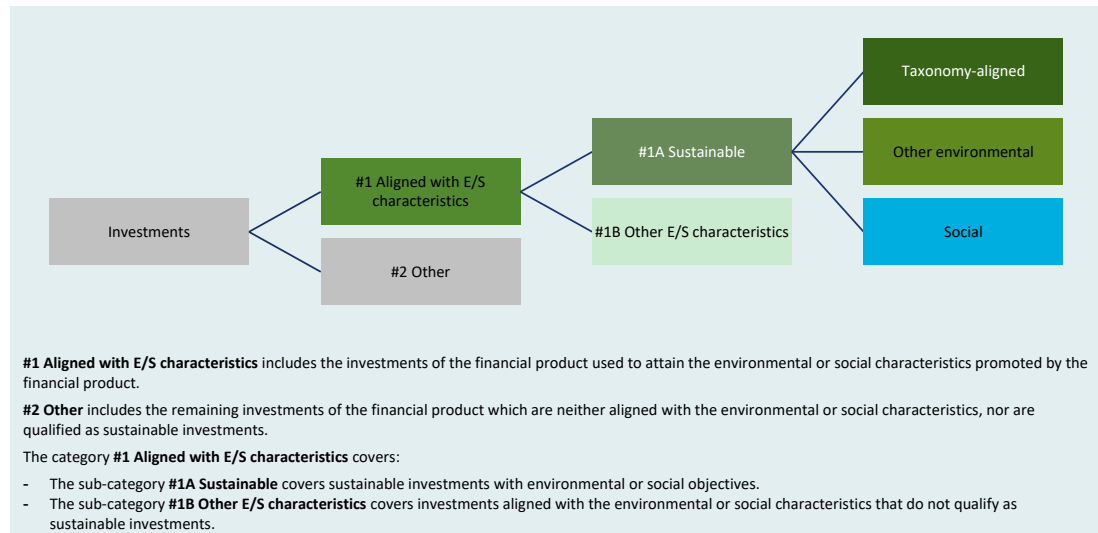 Taxonomy-aligned
#1A Sustainable
Other environmental
#1 Aligned with E/S
characteristics
Investments
#1B Other E/S characteristics
Social
#2 Other
#1 Aligned with E/S characteristics includes the investments of the financial product used to attain the environmental or social characteristics promoted by the
financial product.
#2 Other includes the remaining investments of the financial product which are neither aligned with the environmental or social characteristics, nor are
qualified as sustainable investments.
The category #1 Aligned with E/S characteristics covers:
- The sub-category #1A Sustainable covers sustainable investments with environmental or social objectives.
- The sub-category #1B Other E/S characteristics covers investments aligned with the environmental or social characteristics that do not qualify as
sustainable investments.